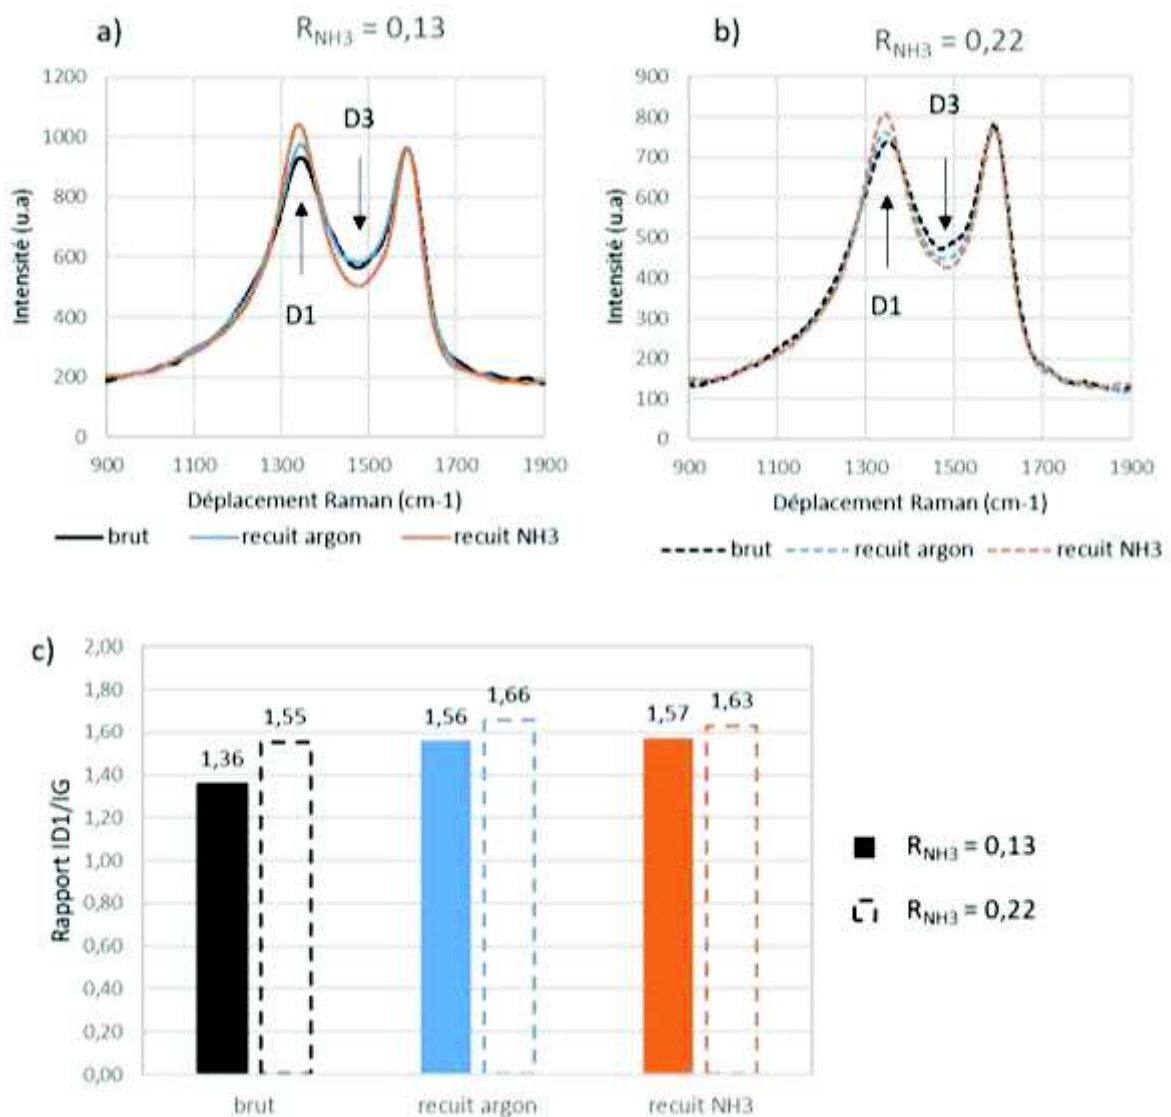 a)
R_NH3 = 0,13
1200
1000
800
600
400
200
0
Intensité (u.a)
D3
D1
900 1100 1300 1500 1700 1900
Déplacement Raman (cm-1)
brut recuit argon recuit NH3
b)
R_NH3 = 0,22
900
800
700
600
500
400
300
200
100
0
Intensité (u.a)
D3
D1
900 1100 1300 1500 1700 1900
Déplacement Raman (cm-1)
brut recuit argon recuit NH3
c)
2,00
1,80
1,60
1,40
1,20
1,00
0,80
0,60
0,40
0,20
0,00
Rapport ID1/IG
1,36 1,55 1,56 1,66 1,57 1,63
brut recuit argon recuit NH3
R_NH3 = 0,13
R_NH3 = 0,22